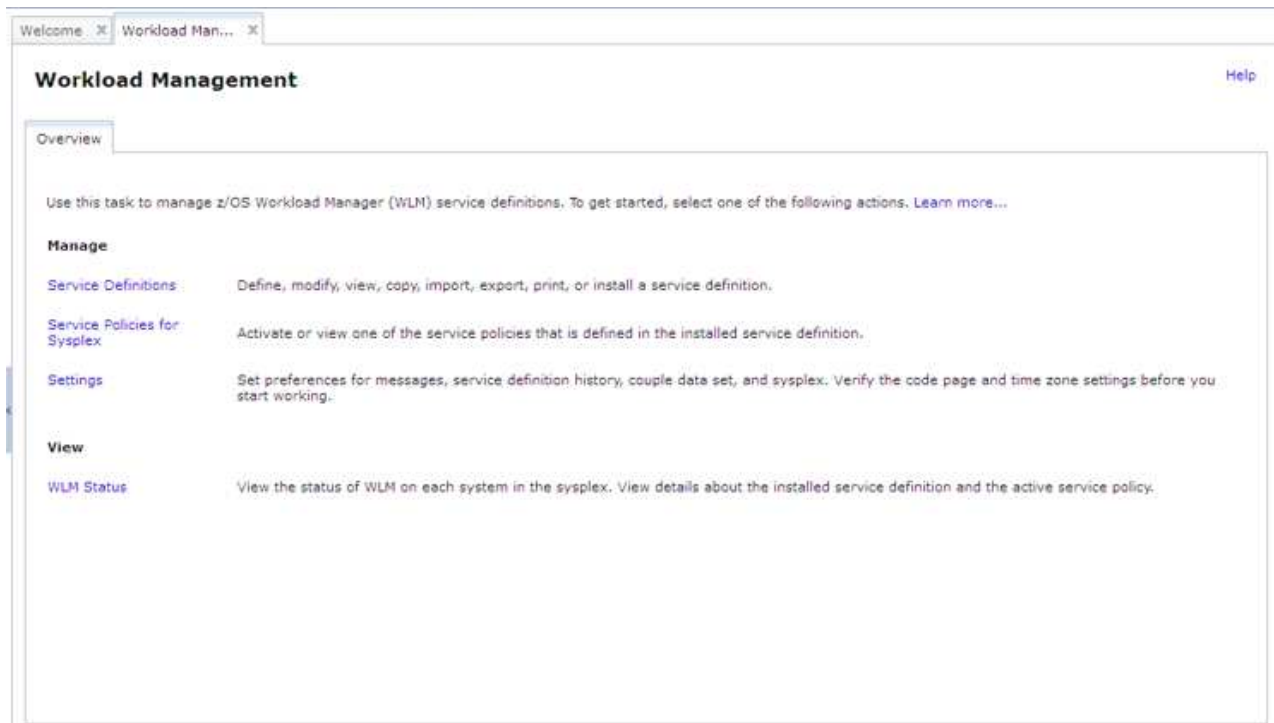 Welcome
Workload Man...
Workload Management
Help
Overview
Use this task to manage z/OS Workload Manager (WLM) service definitions. To get started, select one of the following actions. Learn more...
Manage
Service Definitions
Define, modify, view, copy, import, export, print, or install a service definition.
Service Policies for
Sysplex
Activate or view one of the service policies that is defined in the installed service definition.
Settings
Set preferences for messages, service definition history, couple data set, and sysplex. Verify the code page and time zone settings before you
start working.
View
WLM Status
View the status of WLM on each system in the sysplex. View details about the installed service definition and the active service policy.